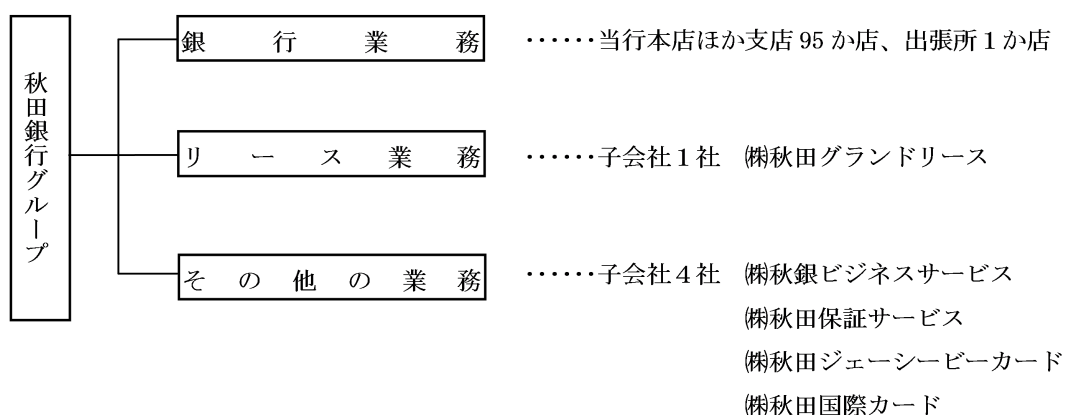 秋田銀行グループ
銀行業務 ‥‥‥当行本店ほか支店 95 か店、出張所１か店
リース業務 ‥‥‥子会社１社 ㈱秋田グランドリース
その他の業務 ‥‥‥子会社４社 ㈱秋銀ビジネスサービス
㈱秋田保証サービス
㈱秋田ジェーシービーカード
㈱秋田国際カード